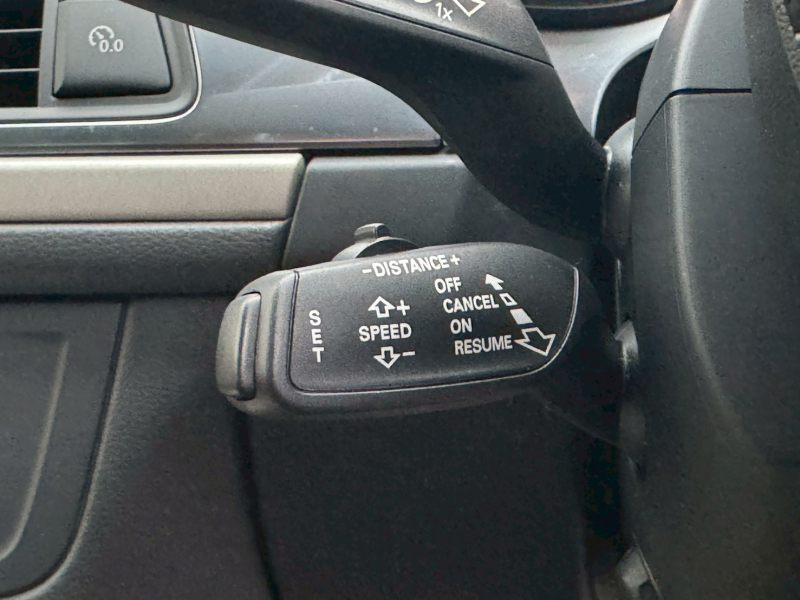 1x
0.0
-DISTANCE+
OFF
CANCEL
ON
RESUME
+
SPEED
-
SET